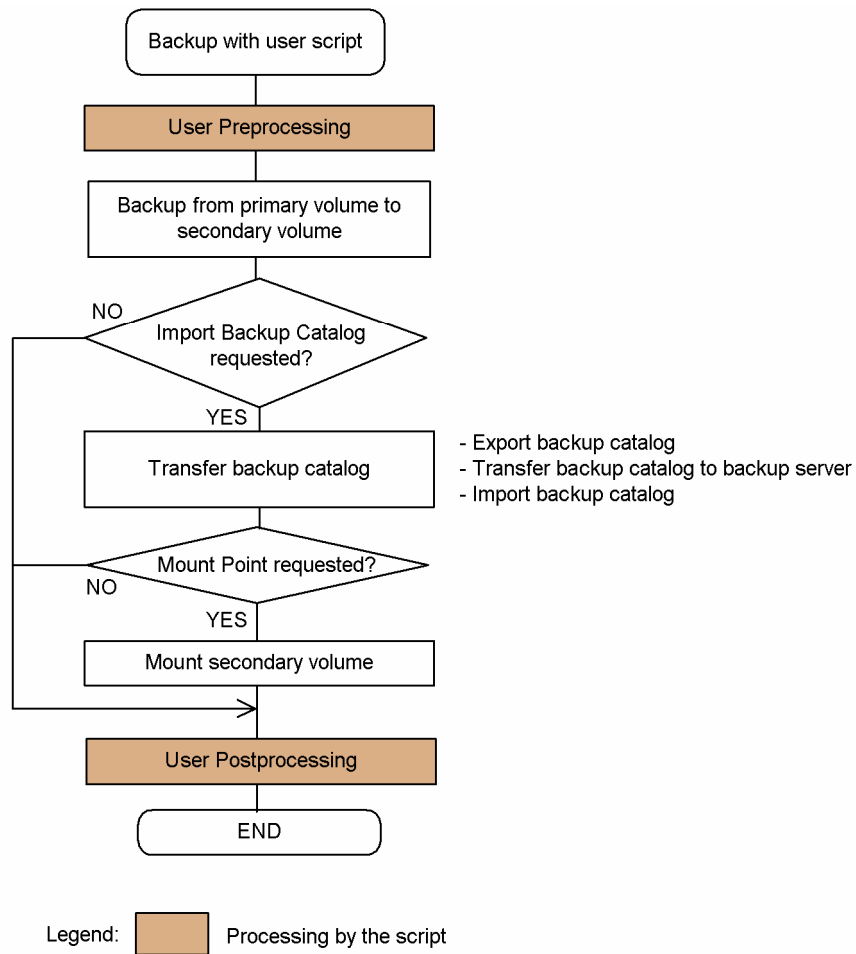 Backup with user script
User Preprocessing
Backup from primary volume to
secondary volume
NO
Import Backup Catalog
requested?
YES
Transfer backup catalog
- Export backup catalog
- Transfer backup catalog to backup server
- Import backup catalog
Mount Point requested?
NO
YES
Mount secondary volume
User Postprocessing
END
Legend:
Processing by the script